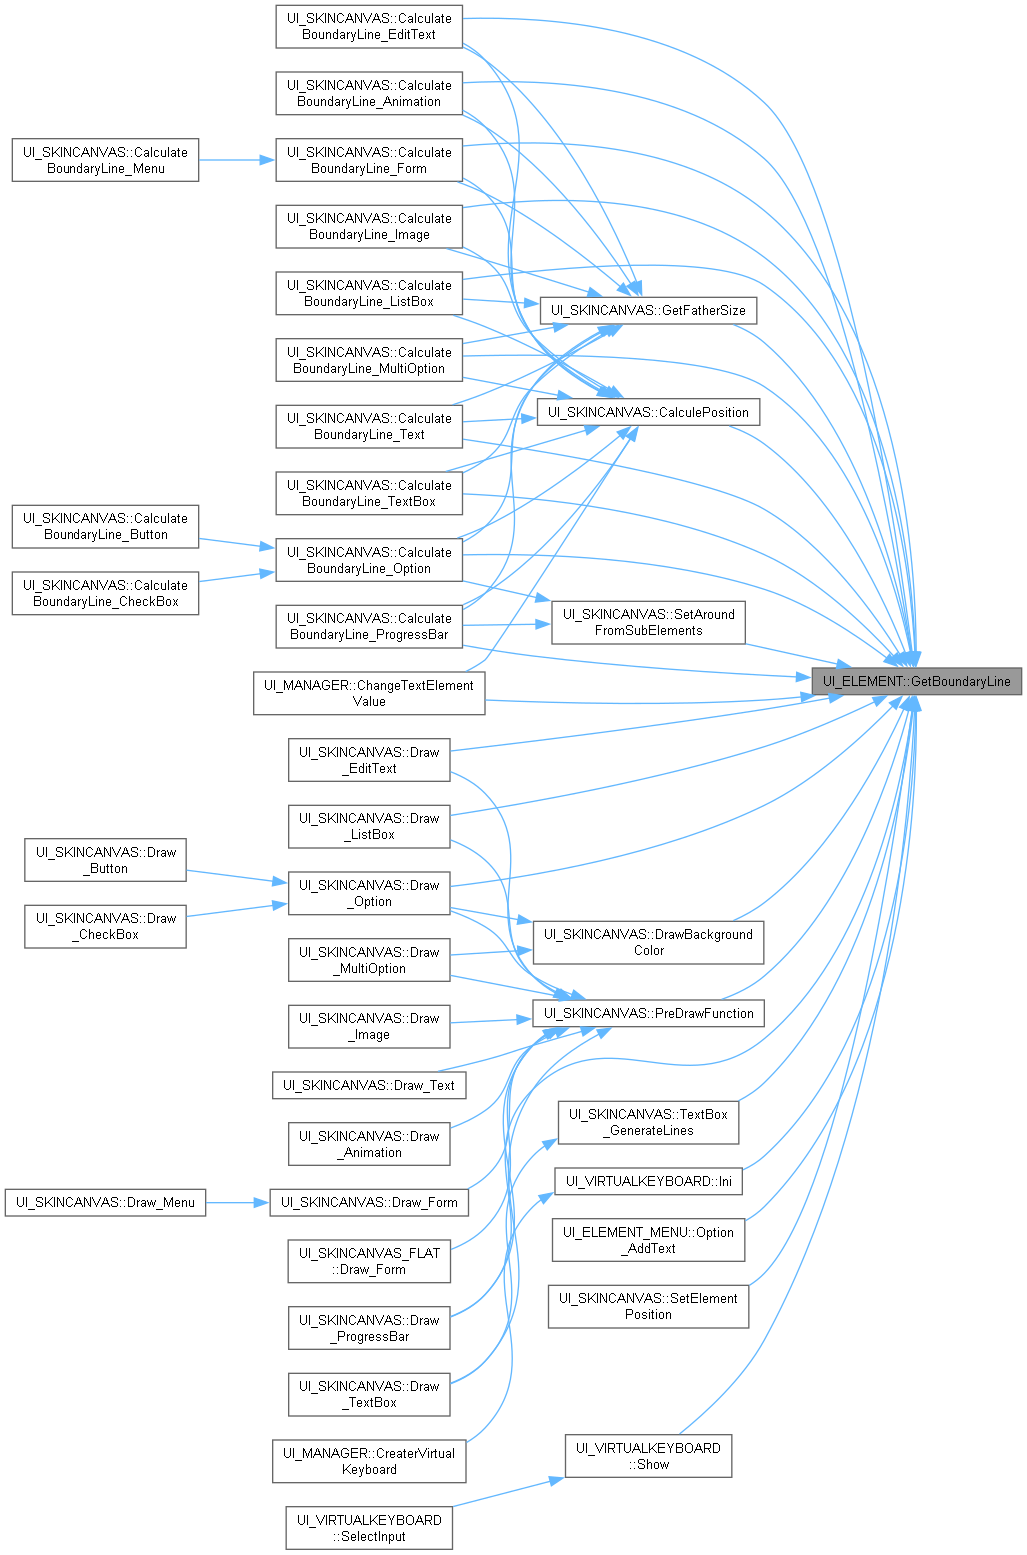 UI_SKINCANVAS::Calculate
BoundaryLine_EditText
UI_SKINCANVAS::Calculate
BoundaryLine_Animation
UI_SKINCANVAS::Calculate
BoundaryLine_Menu
UI_SKINCANVAS::Calculate
BoundaryLine_Form
UI_SKINCANVAS::Calculate
BoundaryLine_Image
UI_SKINCANVAS::Calculate
BoundaryLine_ListBox
UI_SKINCANVAS::GetFatherSize
UI_SKINCANVAS::Calculate
BoundaryLine_MultiOption
UI_SKINCANVAS::CalculePosition
UI_SKINCANVAS::Calculate
BoundaryLine_Text
UI_SKINCANVAS::Calculate
BoundaryLine_TextBox
UI_SKINCANVAS::Calculate
BoundaryLine_Button
UI_SKINCANVAS::Calculate
BoundaryLine_Option
UI_SKINCANVAS::Calculate
BoundaryLine_CheckBox
UI_SKINCANVAS::Calculate
BoundaryLine_ProgressBar
UI_SKINCANVAS::SetAround
FromSubElements
UI_MANAGER::ChangeTextElement
Value
UI_ELEMENT::GetBoundaryLine
UI_SKINCANVAS::Draw
_EditText
UI_SKINCANVAS::Draw
_ListBox
UI_SKINCANVAS::Draw
_Button
UI_SKINCANVAS::Draw
_Option
UI_SKINCANVAS::Draw
_CheckBox
UI_SKINCANVAS::DrawBackground
Color
UI_SKINCANVAS::Draw
_MultiOption
UI_SKINCANVAS::PreDrawFunction
UI_SKINCANVAS::Draw
_Image
UI_SKINCANVAS::Draw_Text
UI_SKINCANVAS::TextBox
_GenerateLines
UI_SKINCANVAS::Draw
_Animation
UI_VIRTUALKEYBOARD::Ini
UI_SKINCANVAS::Draw_Menu
UI_SKINCANVAS::Draw_Form
UI_ELEMENT_MENU::Option
_AddText
UI_SKINCANVAS_FLAT
::Draw_Form
UI_SKINCANVAS::SetElement
Position
UI_SKINCANVAS::Draw
_ProgressBar
UI_SKINCANVAS::Draw
_TextBox
UI_MANAGER::CreaterVirtual
Keyboard
UI_VIRTUALKEYBOARD
::Show
UI_VIRTUALKEYBOARD
::SelectInput